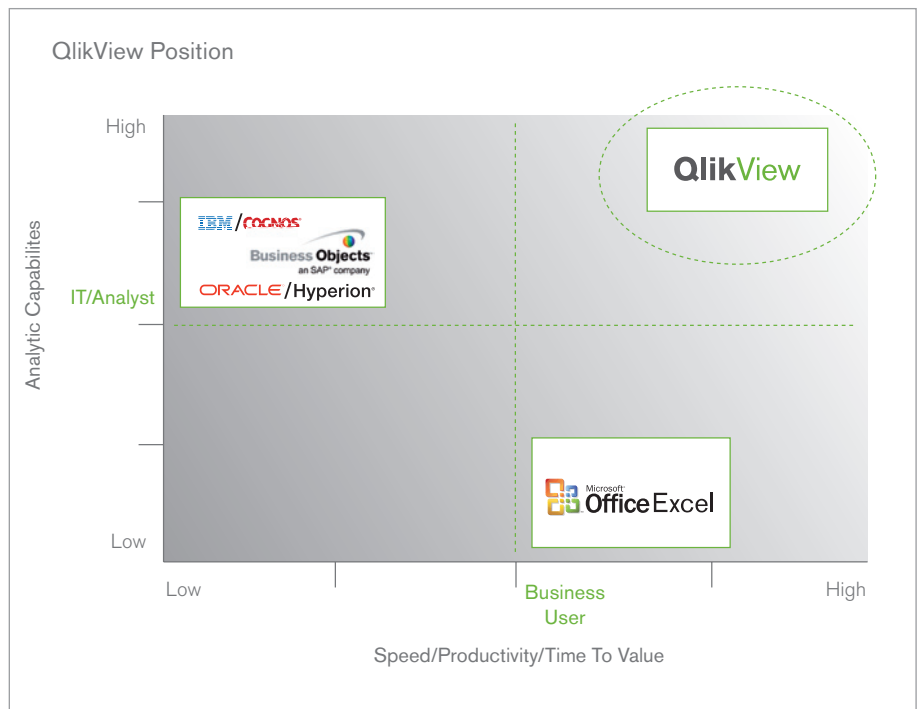 QlikView Position
High
QlikView
IBM/COGNOS®
Business Objects
an SAP® company
ORACLE/Hyperion®
IT/Analyst
Analytic Capabilites
Microsoft®
Office Excel
Low
Low
Business
User
High
Speed/Productivity/Time To Value